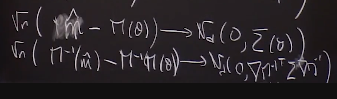 √n ( m̂ − M(θ)) → N_d (0, Σ(θ))
√n ( M⁻¹(m̂) − M⁻¹M(θ)) → N_d (0, ∇M⁻¹ᵀ Σ ∇M⁻¹)